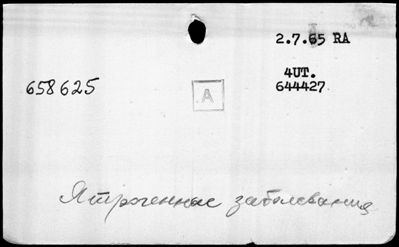 2.7.65 RA
4UT.
644427
658625
A
Ятрогенные заболевания